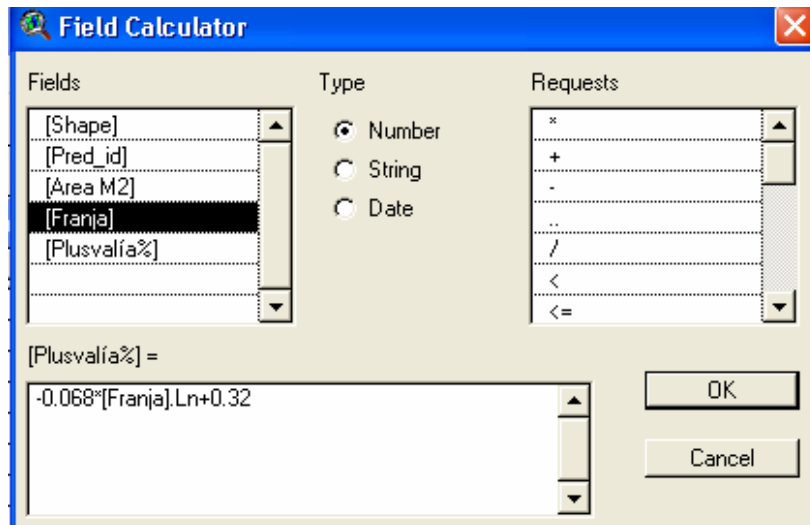 Field Calculator
Fields
Type
Requests
[Shape]
[Pred_id]
[Area M2]
[Franja]
[Plusvalía%]
Number
String
Date
*
+
-
..
/
<
<=
[Plusvalía%] =
-0.068*[Franja].Ln+0.32
OK
Cancel